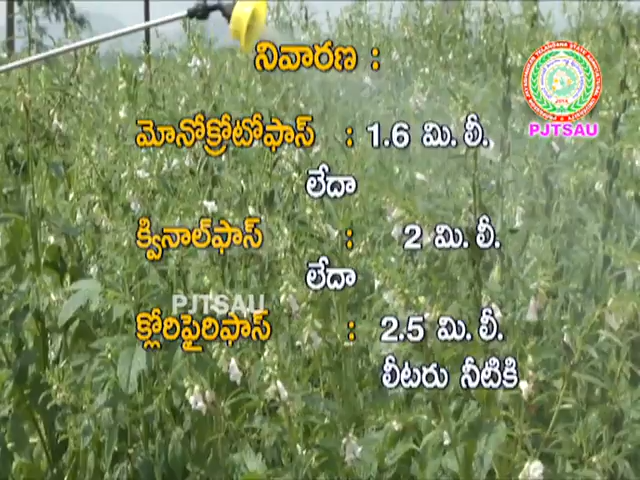 నివారణ :
PJTSAU
మోనోక్రోటోఫాస్ : 1.6 మి.లీ.
లేదా
క్వినాల్‌ఫాస్ : 2 మి.లీ.
లేదా
PJTSAU
క్లోరిఫైరిఫాస్ : 2.5 మి.లీ.
లీటరు నీటికి